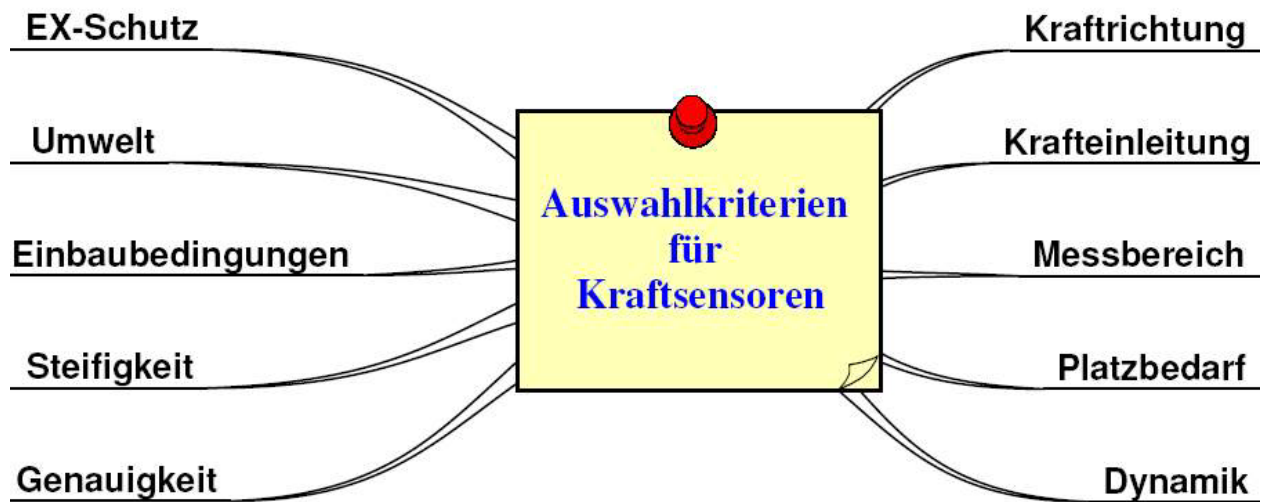 EX-Schutz
Umwelt
Einbaubedingungen
Steifigkeit
Genauigkeit
Auswahlkriterien
für
Kraftsensoren
Kraftrichtung
Krafteinleitung
Messbereich
Platzbedarf
Dynamik